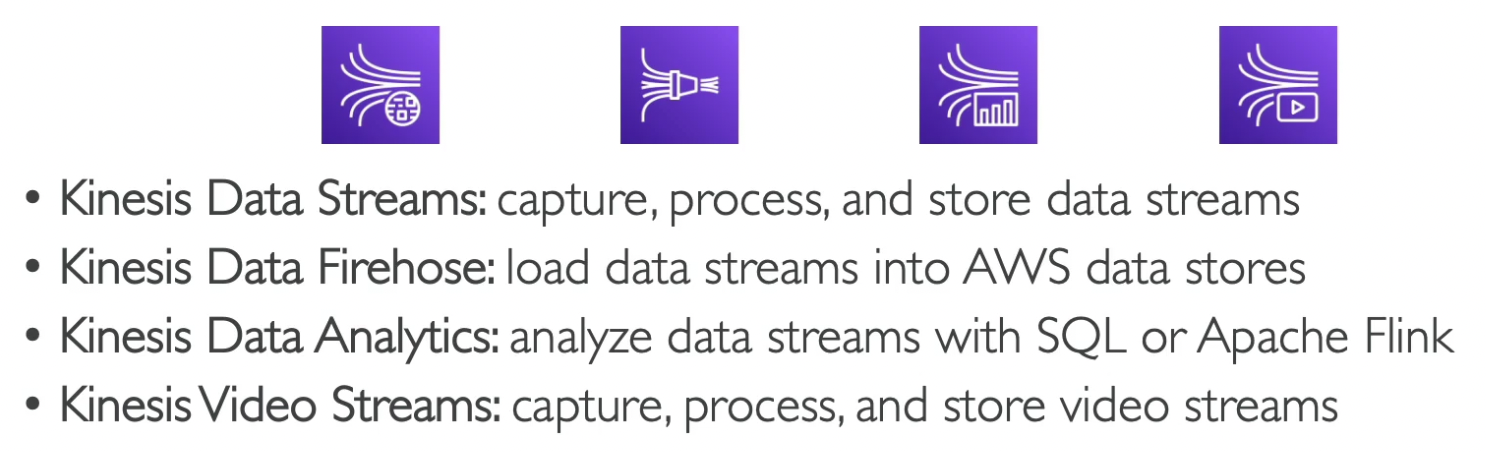 • Kinesis Data Streams: capture, process, and store data streams
• Kinesis Data Firehose: load data streams into AWS data stores
• Kinesis Data Analytics: analyze data streams with SQL or Apache Flink
• Kinesis Video Streams: capture, process, and store video streams